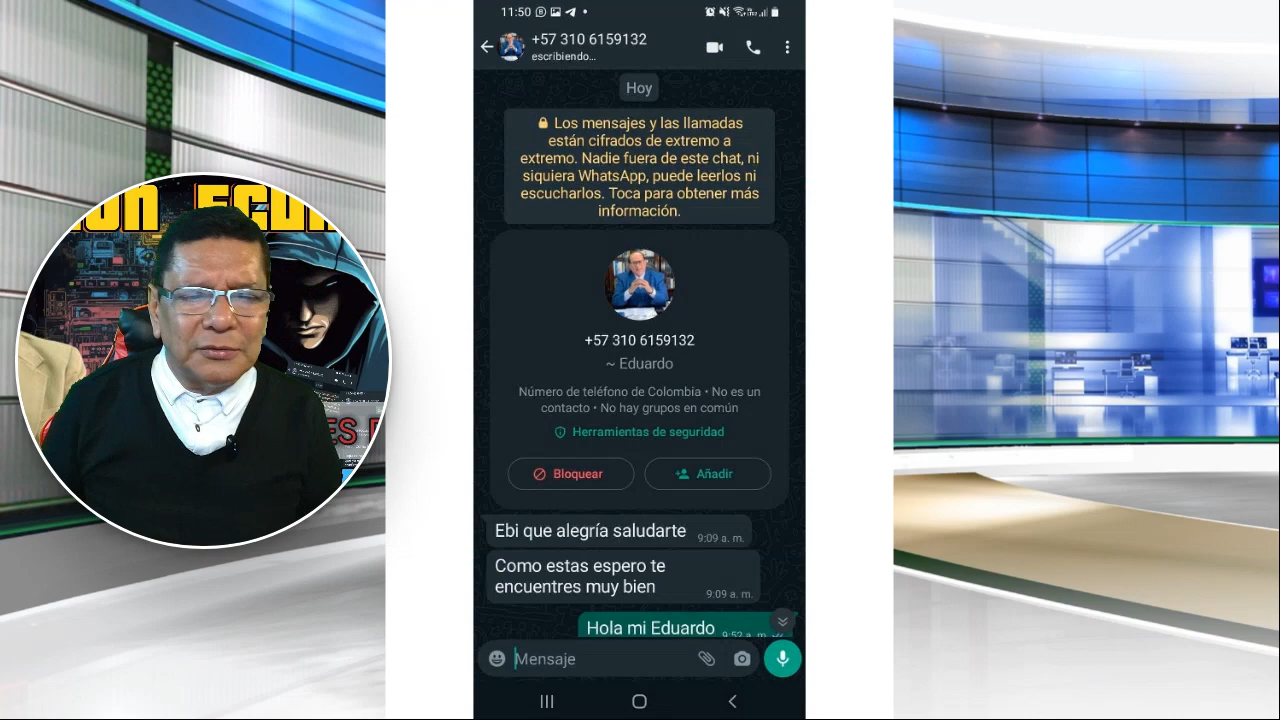 11:50
+57 310 6159132
escribiendo...
Hoy
Los mensajes y las llamadas
están cifrados de extremo a
extremo. Nadie fuera de este chat, ni
siquiera WhatsApp, puede leerlos ni
escucharlos. Toca para obtener más
información.
+57 310 6159132
~ Eduardo
Número de teléfono de Colombia • No es un
contacto • No hay grupos en común
Herramientas de seguridad
Bloquear
Añadir
Ebi que alegría saludarte 9:09 a. m.
Como estas espero te
encuentres muy bien 9:09 a. m.
Hola mi Eduardo 9:52 a. m.
Mensaje